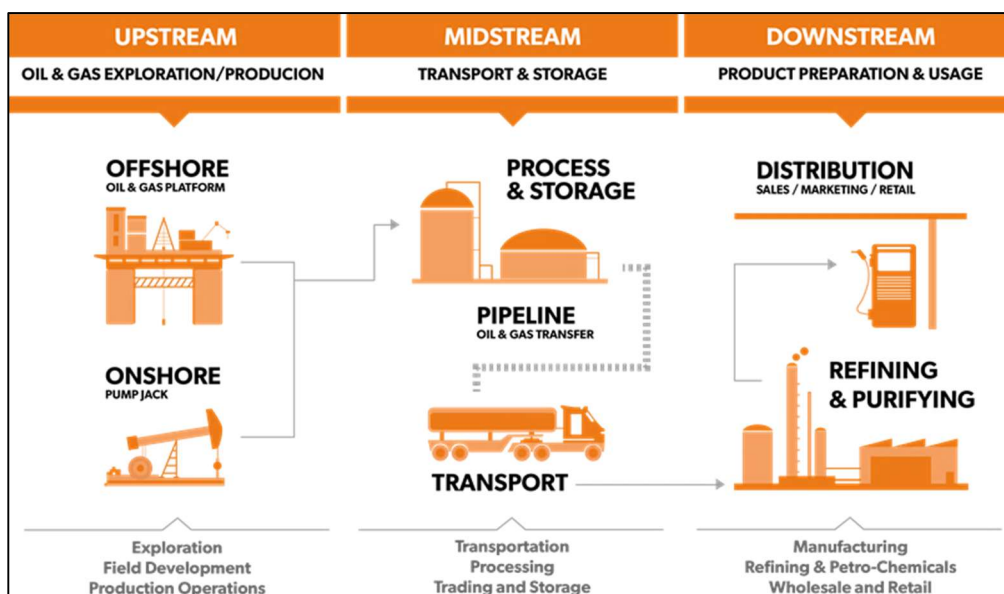 UPSTREAM
OIL & GAS EXPLORATION/PRODUCION
OFFSHORE
OIL & GAS PLATFORM
ONSHORE
PUMP JACK
Exploration
Field Development
Production Operations
MIDSTREAM
TRANSPORT & STORAGE
PROCESS
& STORAGE
PIPELINE
OIL & GAS TRANSFER
TRANSPORT
Transportation
Processing
Trading and Storage
DOWNSTREAM
PRODUCT PREPARATION & USAGE
DISTRIBUTION
SALES / MARKETING / RETAIL
REFINING
& PURIFYING
Manufacturing
Refining & Petro-Chemicals
Wholesale and Retail